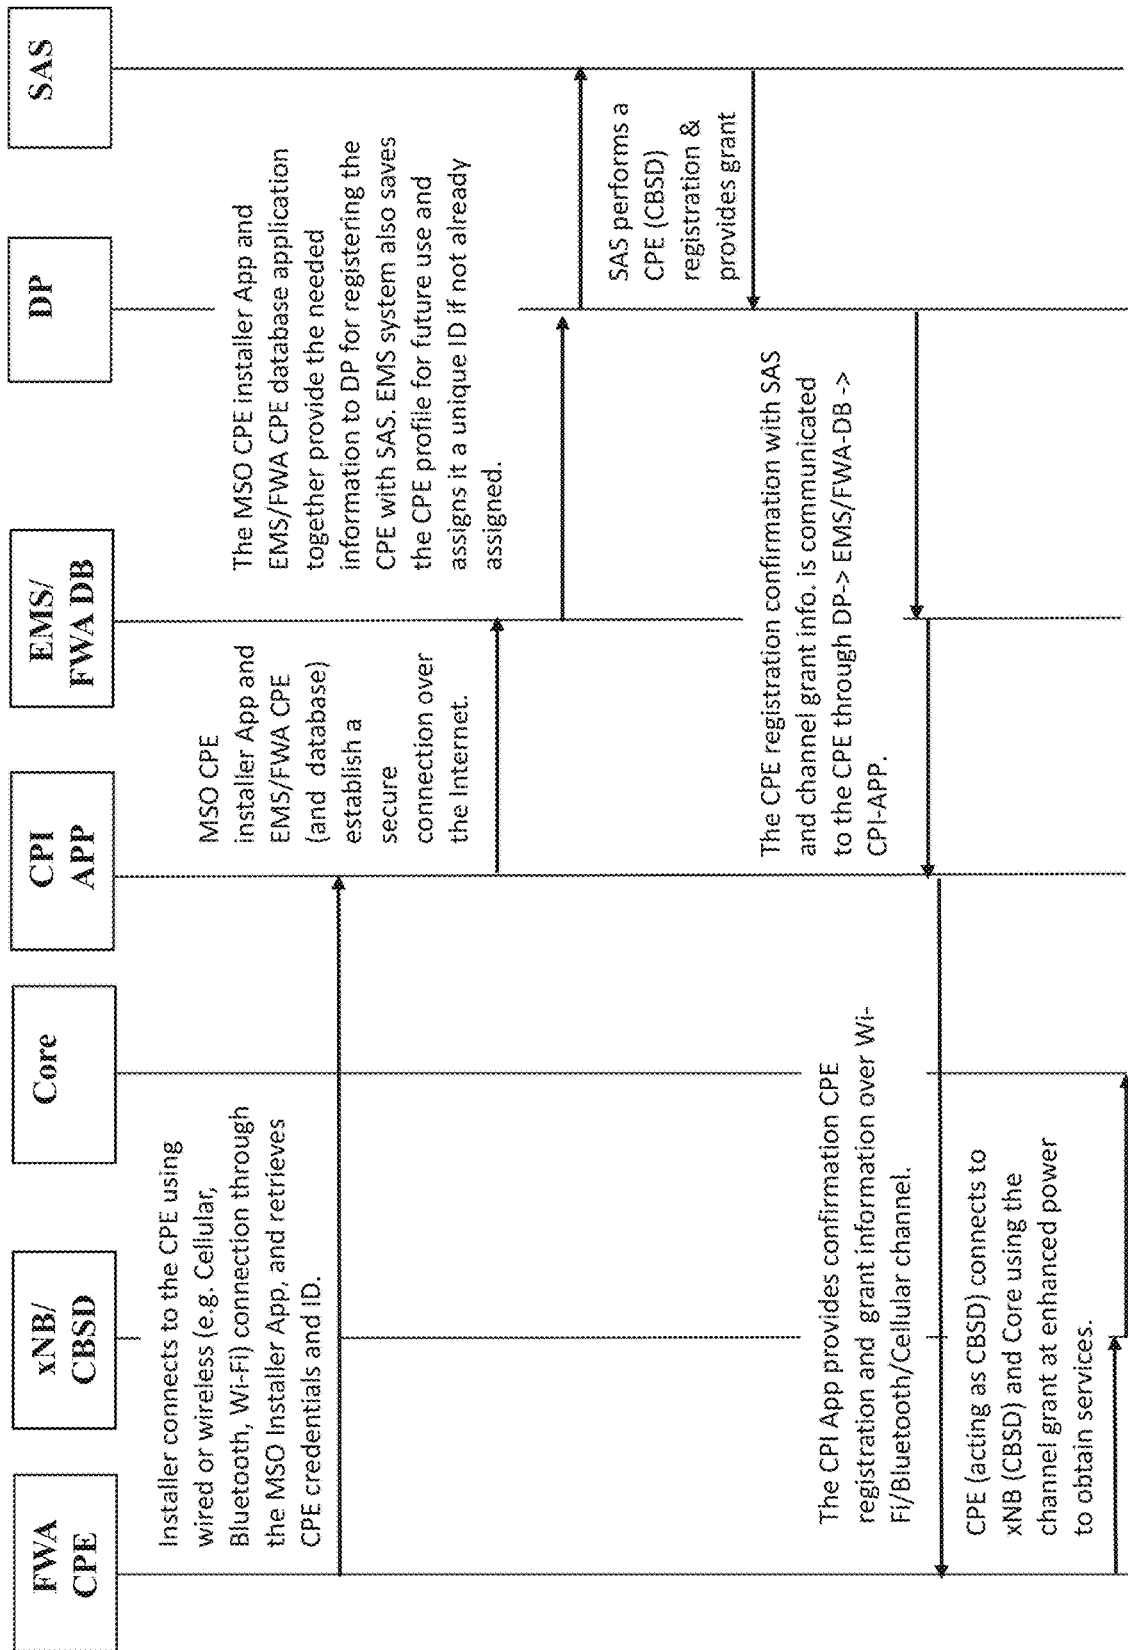 FWA
CPE
xNB/
CBSD
Core
CPI
APP
EMS/
FWA DB
DP
SAS
Installer connects to the CPE using
wired or wireless (e.g. Cellular,
Bluetooth, Wi-Fi) connection through
the MSO Installer App, and retrieves
CPE credentials and ID.
MSO CPE
installer App and
EMS/FWA CPE
(and database)
establish a
secure
connection over
the Internet.
The MSO CPE installer App and
EMS/FWA CPE database application
together provide the needed
information to DP for registering the
CPE with SAS. EMS system also saves
the CPE profile for future use and
assigns it a unique ID if not already
assigned.
SAS performs a
CPE (CBSD)
registration &
provides grant
The CPE registration confirmation with SAS
and channel grant info. is communicated
to the CPE through DP-> EMS/FWA-DB ->
CPI-APP.
The CPI App provides confirmation CPE
registration and grant information over Wi-
Fi/Bluetooth/Cellular channel.
CPE (acting as CBSD) connects to
xNB (CBSD) and Core using the
channel grant at enhanced power
to obtain services.